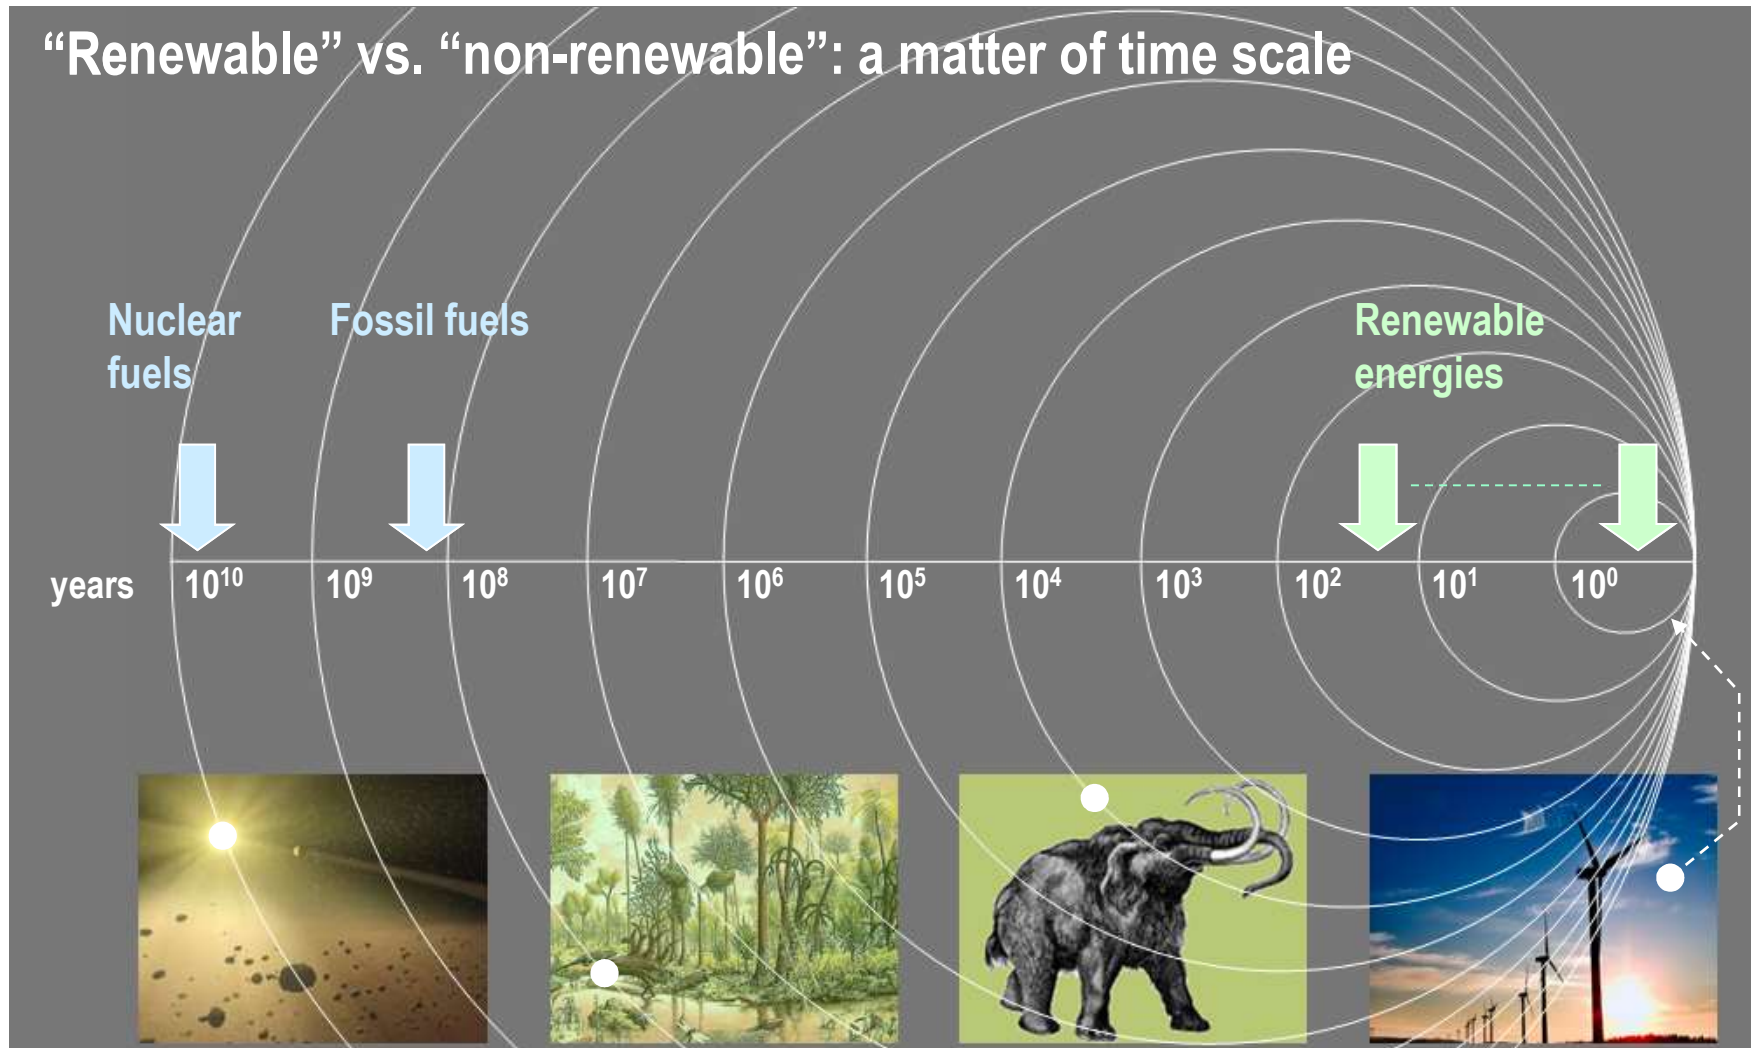 “Renewable” vs. “non-renewable”: a matter of time scale
Nuclear
fuels
Fossil fuels
Renewable
energies
years 10¹⁰ 10⁹ 10⁸ 10⁷ 10⁶ 10⁵ 10⁴ 10³ 10² 10¹ 10⁰